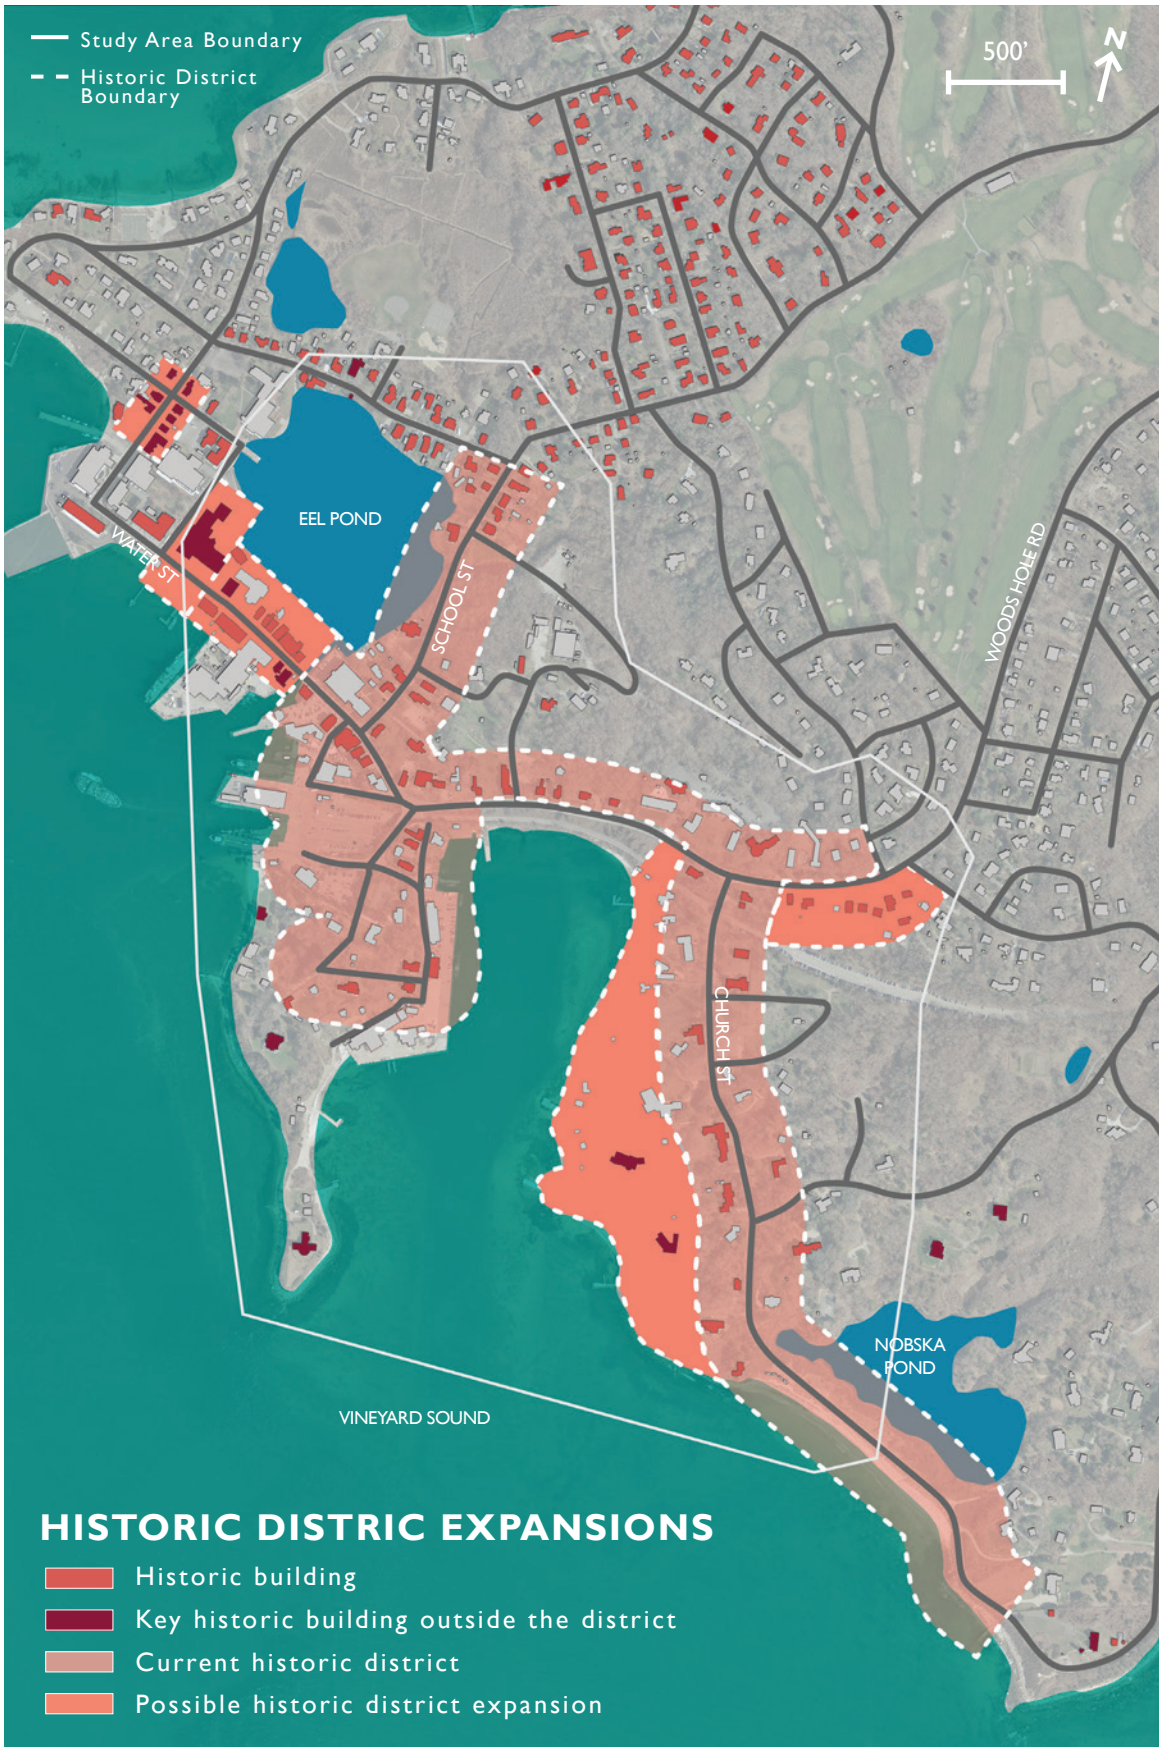 Study Area Boundary
Historic District
Boundary
500'
N
EEL POND
WATER ST
SCHOOL ST
WOODS HOLE RD
CHURCH ST
NOBSKA
POND
VINEYARD SOUND
HISTORIC DISTRIC EXPANSIONS
Historic building
Key historic building outside the district
Current historic district
Possible historic district expansion